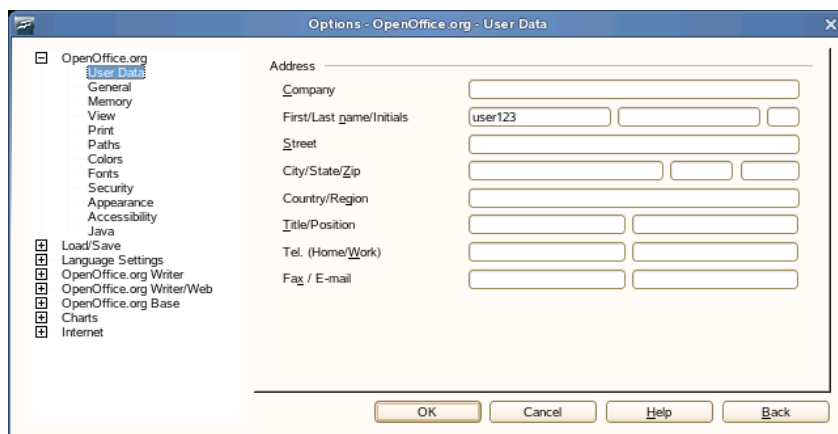 Options - OpenOffice.org - User Data
OpenOffice.org
User Data
General
Memory
View
Print
Paths
Colors
Fonts
Security
Appearance
Accessibility
Java
Load/Save
Language Settings
OpenOffice.org Writer
OpenOffice.org Writer/Web
OpenOffice.org Base
Charts
Internet
Address
Company
First/Last name/Initials user123
Street
City/State/Zip
Country/Region
Title/Position
Tel. (Home/Work)
Fax / E-mail
OK Cancel Help Back